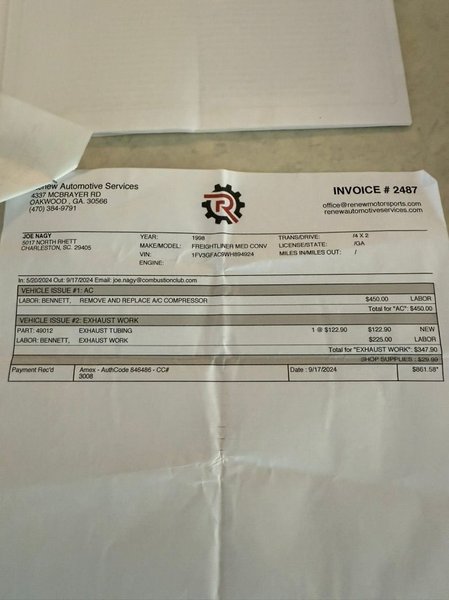 Renew Automotive Services
4337 MCBRAYER RD
OAKWOOD , GA. 30566
(470) 384-9791
R
INVOICE # 2487
office@renewmotorsports.com
renewautomotiveservices.com
JOE NAGY
5017 NORTH RHETT
CHARLESTON, SC. 29405
YEAR: 1998
MAKE/MODEL: FREIGHTLINER MED CONV
VIN: 1FV3GFAC9WH894924
ENGINE:
TRANS/DRIVE: /4 X 2
LICENSE/STATE: /GA
MILES IN/MILES OUT: /
In: 5/20/2024 Out: 9/17/2024 Email: joe.nagy@combustionclub.com
VEHICLE ISSUE #1: AC
LABOR: BENNETT, REMOVE AND REPLACE A/C COMPRESSOR $450.00 LABOR
Total for "AC": $450.00
VEHICLE ISSUE #2: EXHAUST WORK
PART: 49012 EXHAUST TUBING 1 @ $122.90 $122.90 NEW
LABOR: BENNETT, EXHAUST WORK $225.00 LABOR
Total for "EXHAUST WORK": $347.90
SHOP SUPPLIES : $29.99
Payment Rec'd Amex - AuthCode 646486 - CC# 3008 Date : 9/17/2024 $861.58*